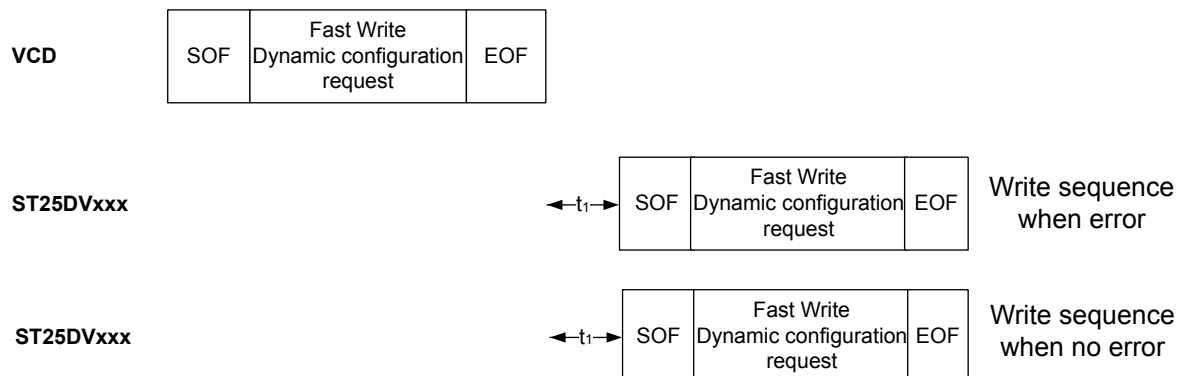 VCD
SOF
Fast Write
Dynamic configuration
request
EOF
ST25DVxxx
t1
SOF
Fast Write
Dynamic configuration
request
EOF
Write sequence
when error
ST25DVxxx
t1
SOF
Fast Write
Dynamic configuration
request
EOF
Write sequence
when no error